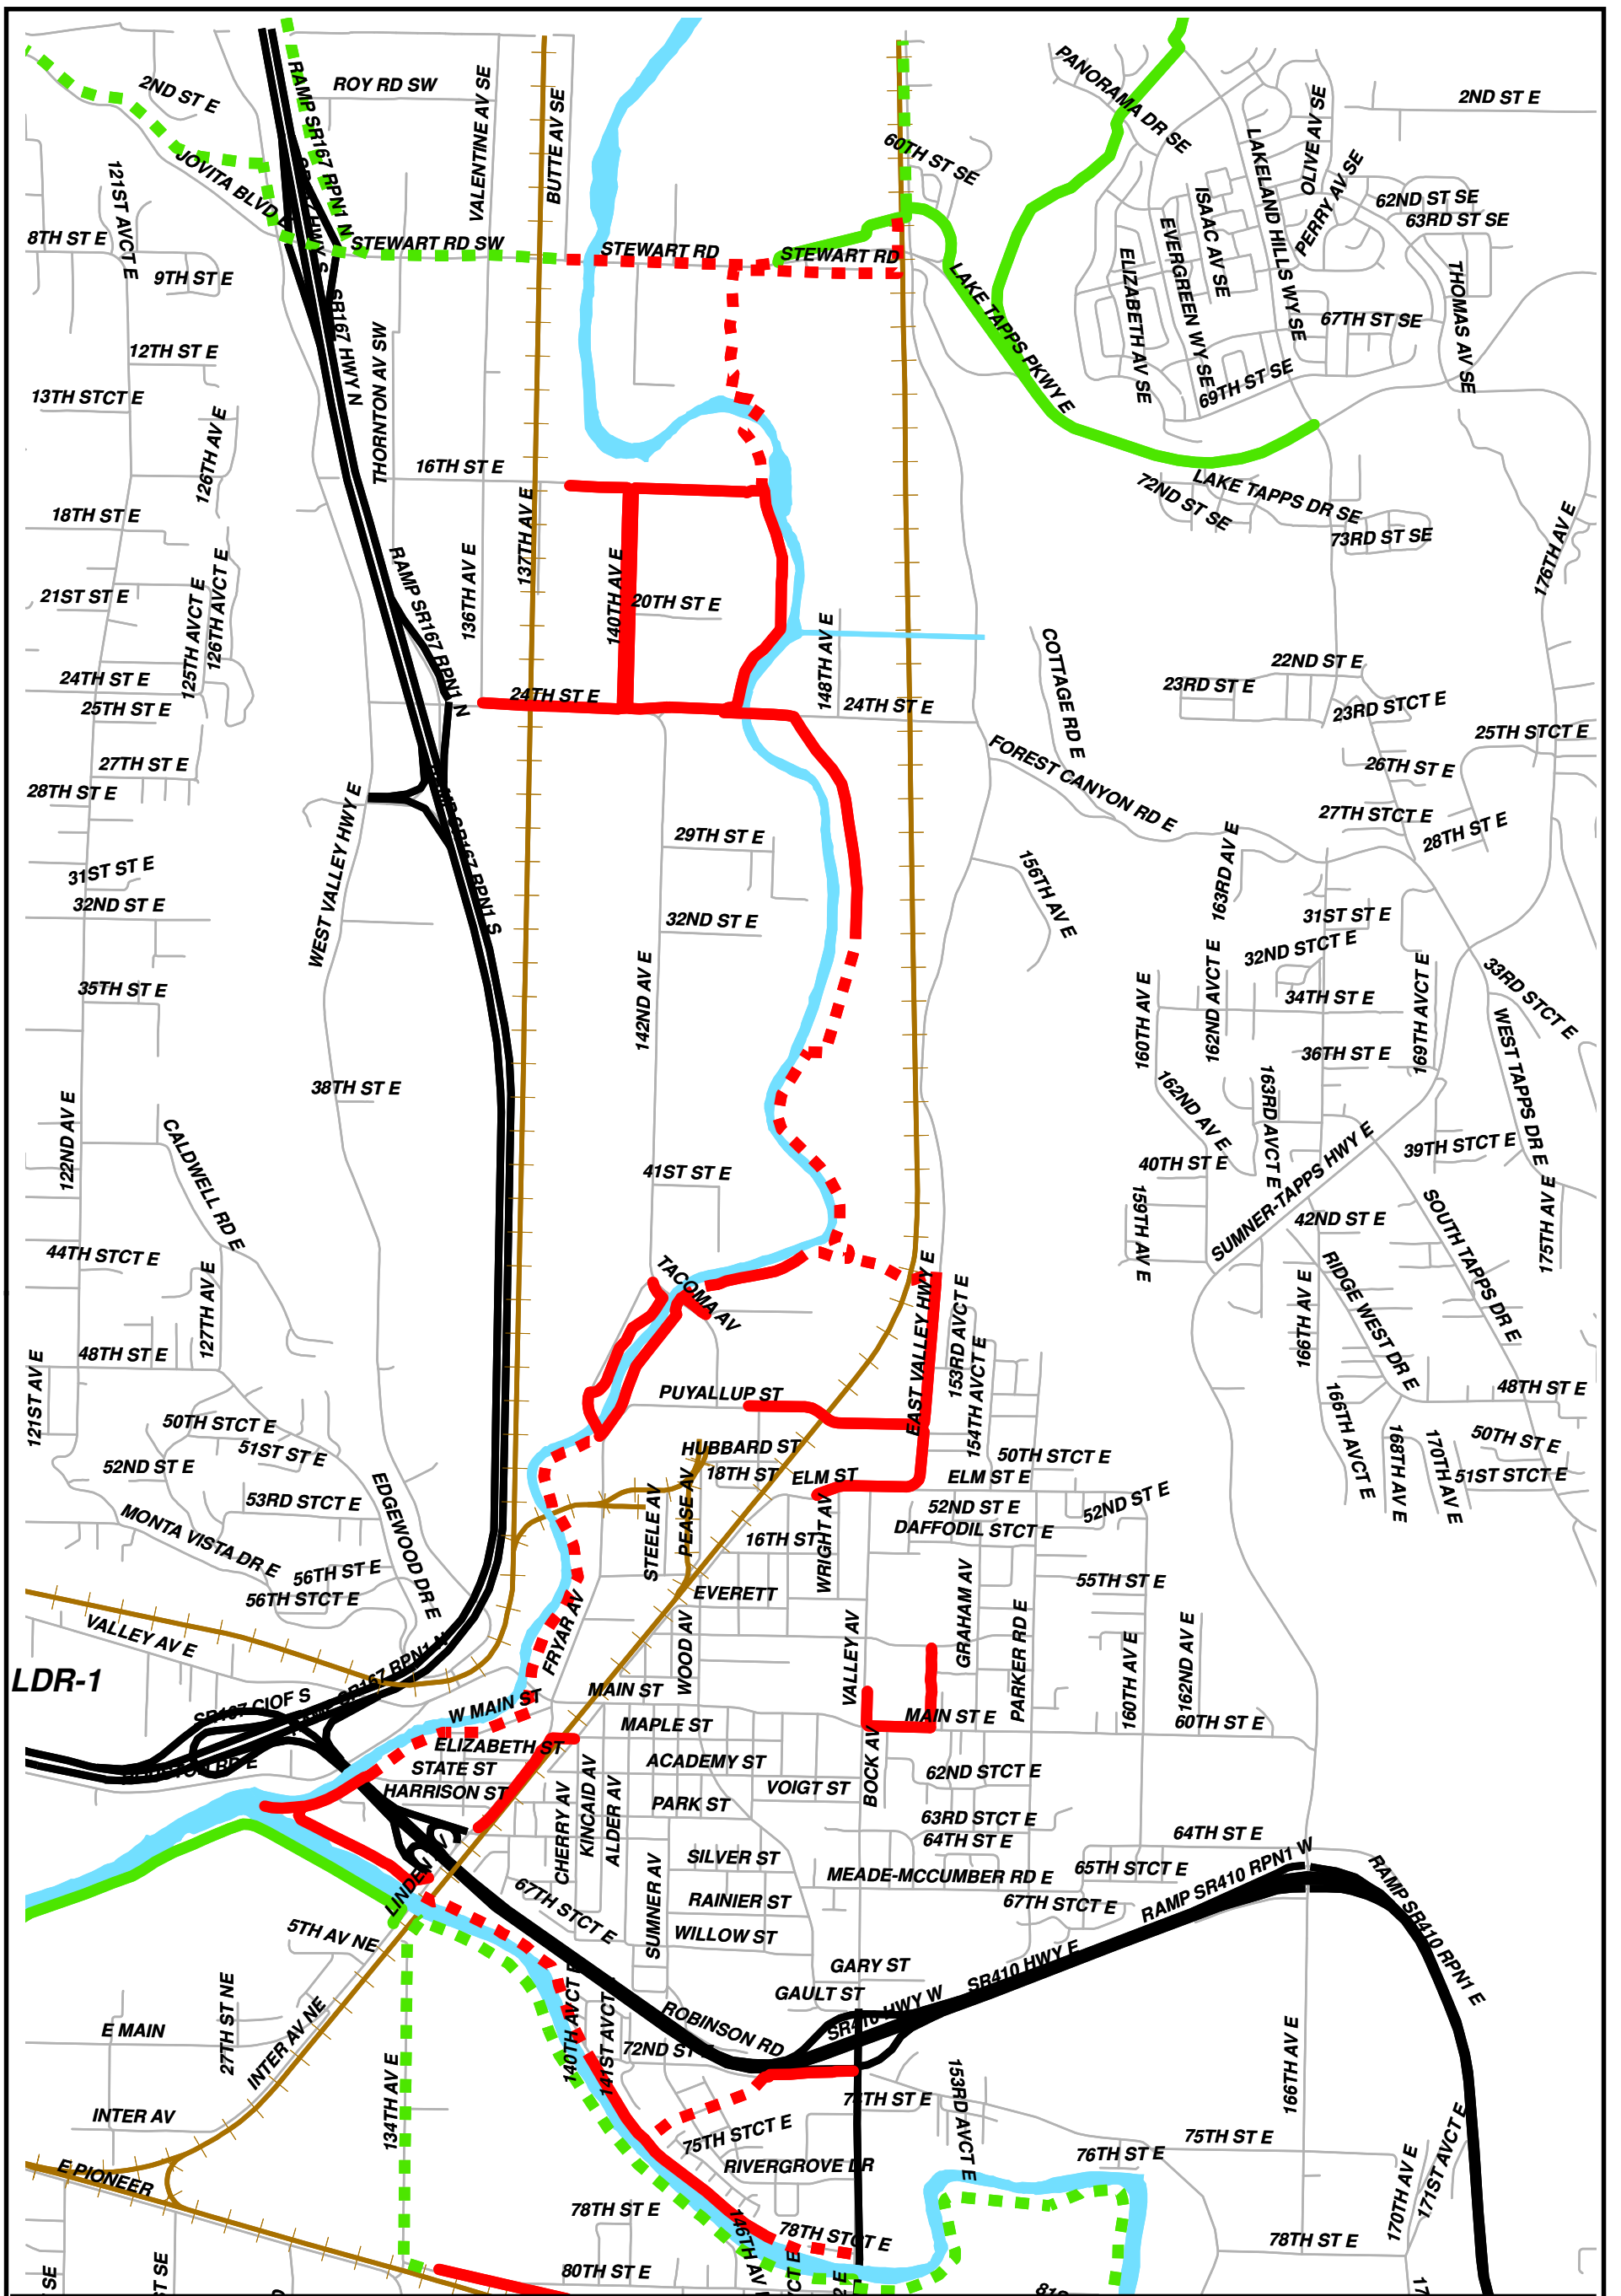 ROY RD SW
2ND ST E
2ND ST E
PANORAMA DR SE
RAMP SR167 RPN1 N
VALENTINE AV SE
BUTTE AV SE
60TH ST SE
LAKELAND HILLS WY SE
OLIVE AV SE
PERRY AV SE
62ND ST SE
63RD ST SE
JOVITA BLVD E
121ST AVCT E
ISAAC AV SE
EVERGREEN WY SE
ELIZABETH AV SE
8TH ST E
STEWART RD SW
STEWART RD
STEWART RD
9TH ST E
SR167 HWY N
LAKE TAPPS PKWY E
67TH ST SE
THOMAS AV SE
12TH ST E
THORNTON AV SW
69TH ST SE
13TH STCT E
126TH AV E
16TH ST E
72ND ST SE
LAKE TAPPS DR SE
73RD ST SE
176TH AV E
18TH ST E
137TH AV E
136TH AV E
140TH AV E
20TH ST E
RAMP SR167 RPN1 N
21ST ST E
125TH AVCT E
126TH AVCT E
148TH AV E
COTTAGE RD E
22ND ST E
23RD ST E
23RD STCT E
24TH ST E
24TH ST E
24TH ST E
25TH ST E
25TH STCT E
26TH ST E
27TH ST E
FOREST CANYON RD E
28TH ST E
27TH STCT E
28TH ST E
WEST VALLEY HWY E
29TH ST E
31ST ST E
156TH AV E
163RD AV E
32ND ST E
32ND ST E
31ST ST E
32ND STCT E
33RD STCT E
35TH ST E
142ND AV E
160TH AV E
162ND AVCT E
34TH ST E
169TH AVCT E
36TH ST E
WEST TAPPS DR E
38TH ST E
162ND AV E
163RD AVCT E
122ND AV E
CALDWELL RD E
41ST ST E
40TH ST E
39TH STCT E
SUMNER-TAPPS HWY E
159TH AV E
42ND ST E
SOUTH TAPPS DR E
175TH AV E
44TH STCT E
127TH AV E
TACOMA AV
EAST VALLEY HWY E
153RD AVCT E
154TH AVCT E
166TH AV E
RIDGE WEST DR E
48TH ST E
121ST AV E
PUYALLUP ST
48TH ST E
166TH AVCT E
168TH AV E
170TH AV E
50TH STCT E
51ST ST E
HUBBARD ST
50TH STCT E
50TH ST E
52ND ST E
18TH ST
ELM ST
ELM ST E
51ST STCT E
EDGEWOOD DR E
53RD STCT E
STEELE AV
PEASE AV
WRIGHT AV
52ND ST E
52ND ST E
DAFFODIL STCT E
MONTA VISTA DR E
16TH ST
56TH ST E
56TH STCT E
EVERETT
55TH ST E
VALLEY AV E
FRYAR AV
WOOD AV
VALLEY AV
GRAHAM AV
PARKER RD E
160TH AV E
162ND AV E
LDR-1
W MAIN ST
MAIN ST
MAIN ST E
60TH ST E
MAPLE ST
ELIZABETH ST
STATE ST
ACADEMY ST
BOCK AV
62ND STCT E
HARRISON ST
VOIGT ST
CHERRY AV
KINCAID AV
ALDER AV
PARK ST
63RD STCT E
64TH ST E
64TH ST E
SILVER ST
MEADE-MCCUMBER RD E
65TH STCT E
RAMP SR410 RPN1 W
RAMP SR410 RPN1 E
67TH STCT E
SUMNER AV
RAINIER ST
67TH STCT E
5TH AV NE
WILLOW ST
GARY ST
GAULT ST
SR410 HWY W
SR410 HWY E
27TH ST NE
E MAIN
INTER AV NE
140TH AVCT E
ROBINSON RD
166TH AV E
134TH AV E
153RD AVCT E
INTER AV
75TH STCT E
76TH ST E
75TH ST E
170TH AV E
171ST AVCT E
E PIONEER
RIVERGROVE DR
78TH ST E
146TH AV
78TH STCT E
78TH ST E
80TH ST E